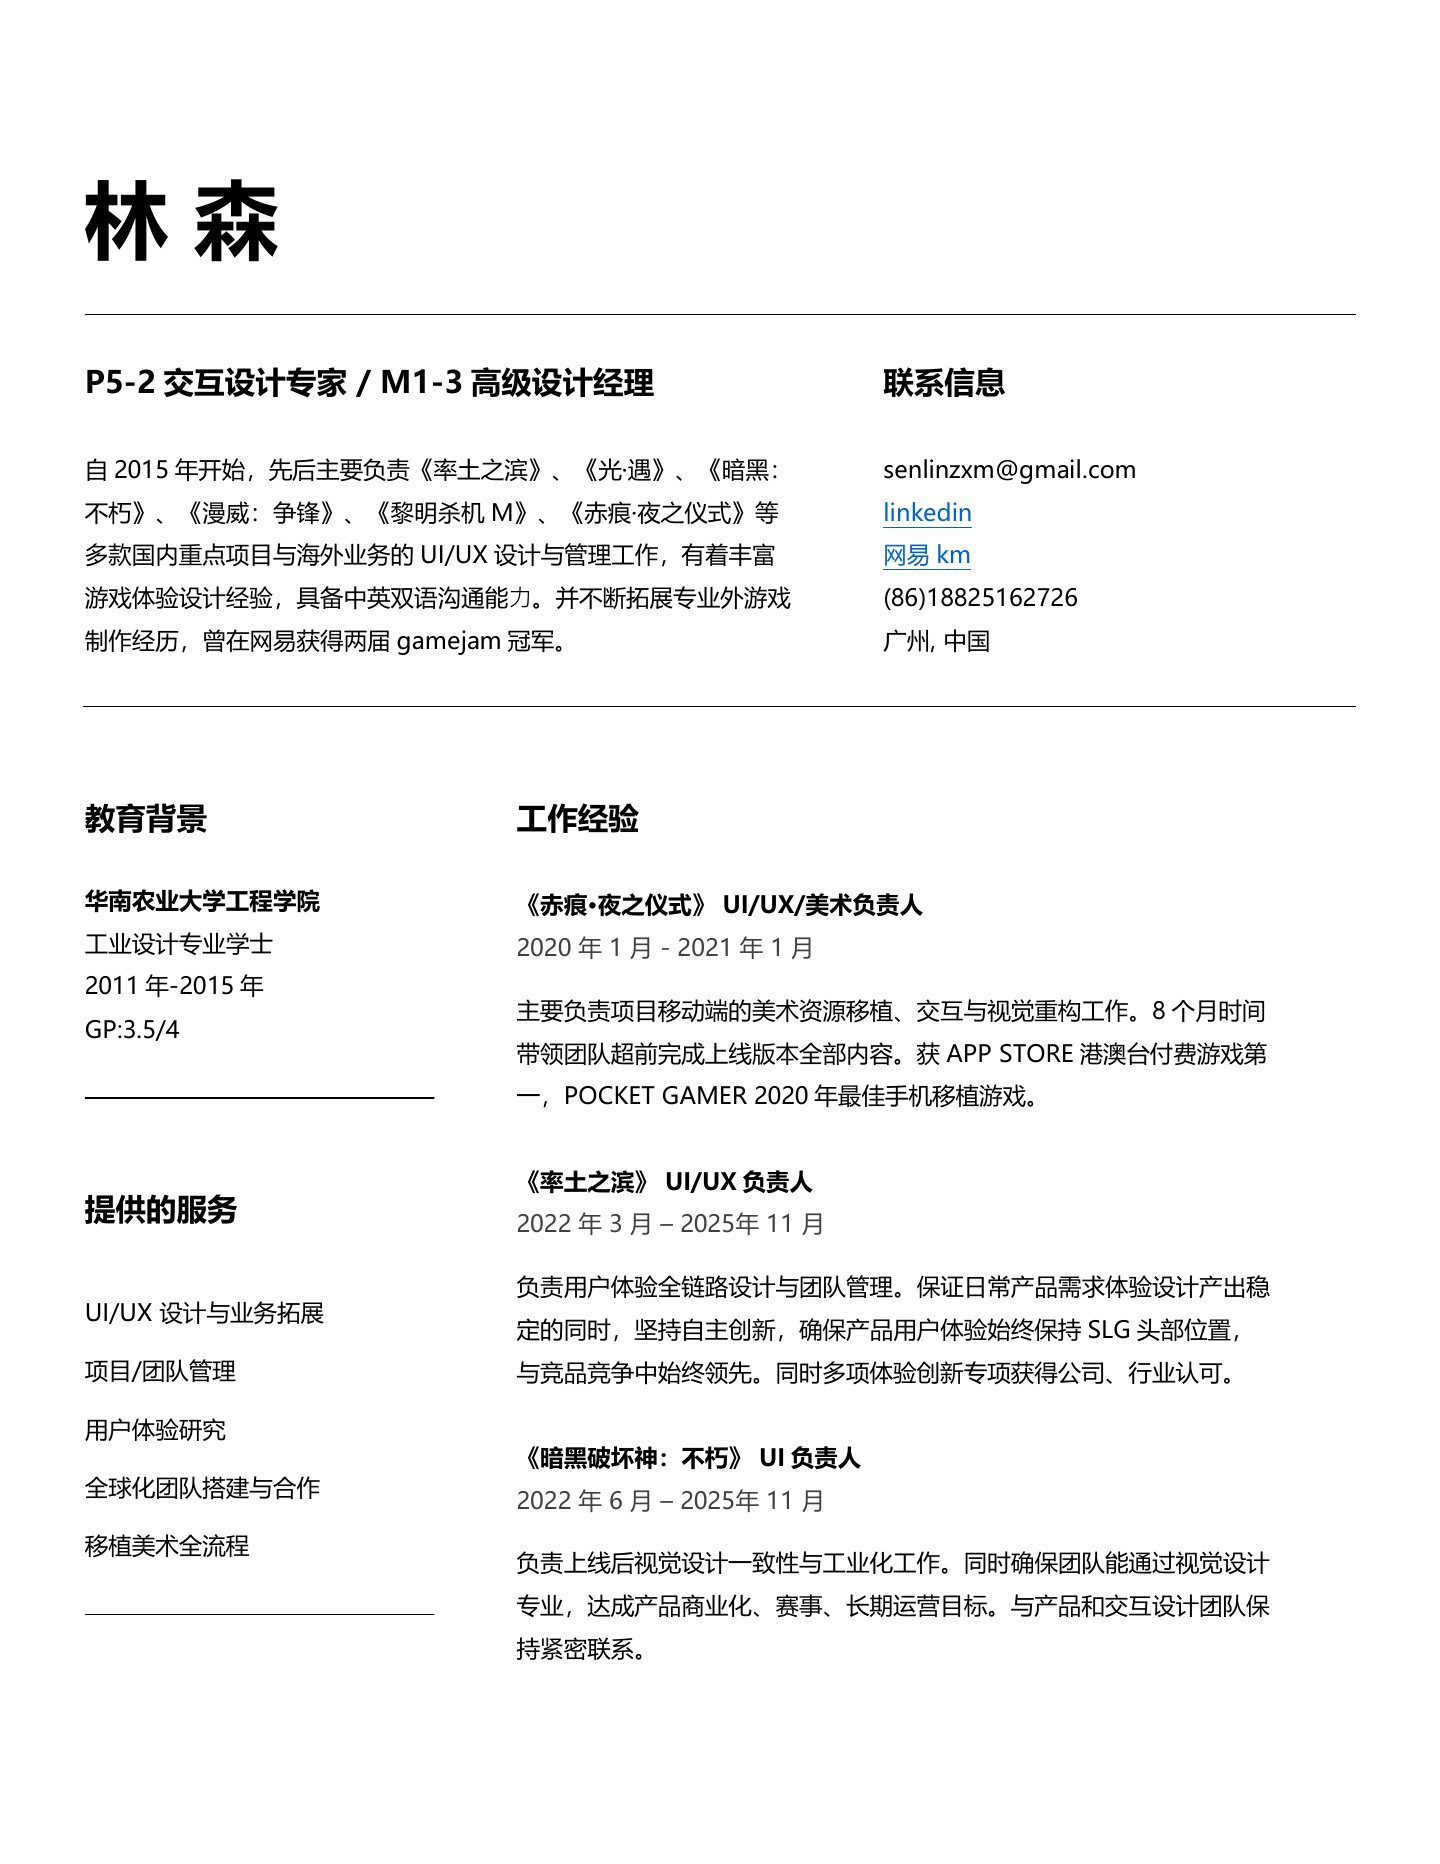 林 森
P5-2 交互设计专家 / M1-3 高级设计经理
自 2015 年开始，先后主要负责《率土之滨》、《光·遇》、《暗黑：
不朽》、《漫威：争锋》、《黎明杀机 M》、《赤痕·夜之仪式》等
多款国内重点项目与海外业务的 UI/UX 设计与管理工作，有着丰富
游戏体验设计经验，具备中英双语沟通能力。并不断拓展专业外游戏
制作经历，曾在网易获得两届 gamejam 冠军。
联系信息
senlinzxm@gmail.com
linkedin
网易 km
(86)18825162726
广州, 中国
教育背景
华南农业大学工程学院
工业设计专业学士
2011 年-2015 年
GP:3.5/4
提供的服务
UI/UX 设计与业务拓展
项目/团队管理
用户体验研究
全球化团队搭建与合作
移植美术全流程
工作经验
《赤痕·夜之仪式》 UI/UX/美术负责人
2020 年 1 月 - 2021 年 1 月
主要负责项目移动端的美术资源移植、交互与视觉重构工作。8 个月时间
带领团队超前完成上线版本全部内容。获 APP STORE 港澳台付费游戏第
一，POCKET GAMER 2020 年最佳手机移植游戏。
《率土之滨》 UI/UX 负责人
2022 年 3 月 – 2025年 11 月
负责用户体验全链路设计与团队管理。保证日常产品需求体验设计产出稳
定的同时，坚持自主创新，确保产品用户体验始终保持 SLG 头部位置，
与竞品竞争中始终领先。同时多项体验创新专项获得公司、行业认可。
《暗黑破坏神：不朽》 UI 负责人
2022 年 6 月 – 2025年 11 月
负责上线后视觉设计一致性与工业化工作。同时确保团队能通过视觉设计
专业，达成产品商业化、赛事、长期运营目标。与产品和交互设计团队保
持紧密联系。